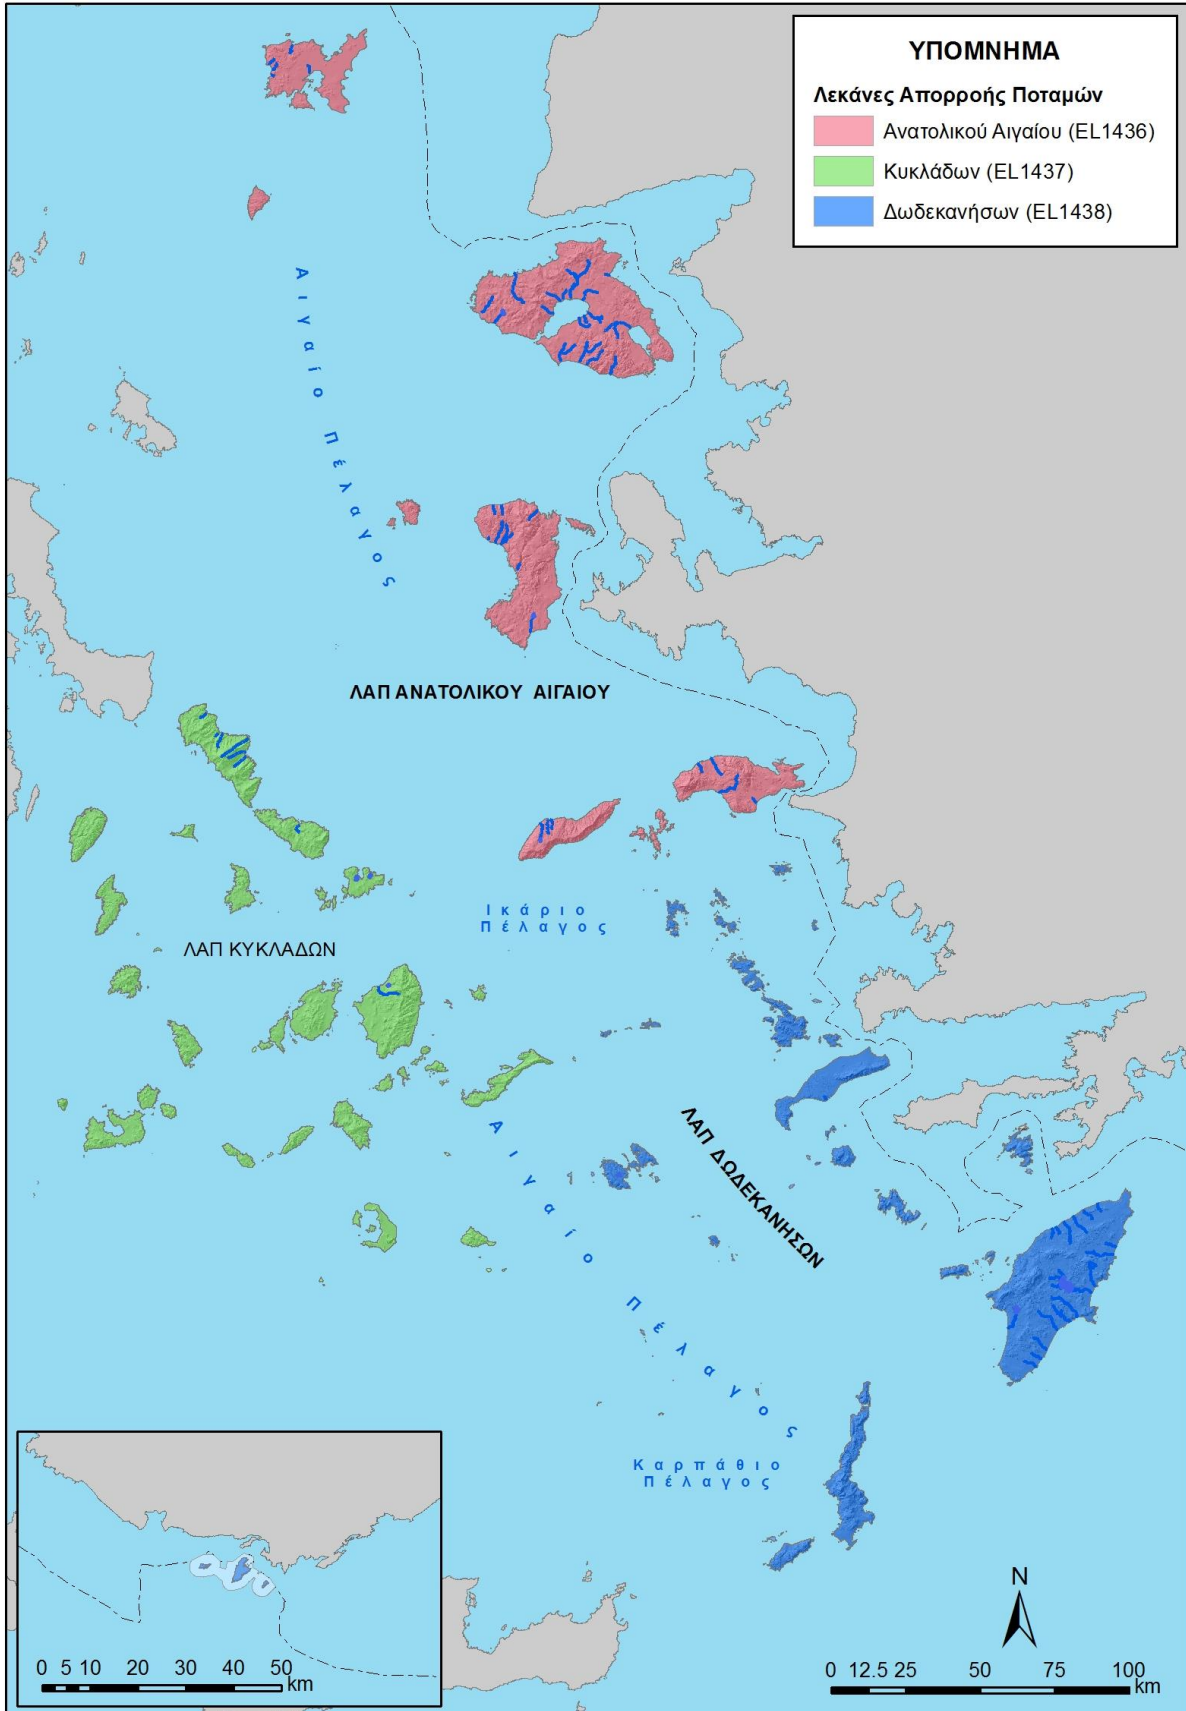 ΥΠΟΜΝΗΜΑ
Λεκάνες Απορροής Ποταμών
Ανατολικού Αιγαίου (EL1436)
Κυκλάδων (EL1437)
Δωδεκανήσων (EL1438)
Αιγαίο Πέλαγος
ΛΑΠ ΑΝΑΤΟΛΙΚΟΥ ΑΙΓΑΙΟΥ
Ικάριο
Πέλαγος
ΛΑΠ ΚΥΚΛΑΔΩΝ
ΛΑΠ ΔΩΔΕΚΑΝΗΣΩΝ
Αιγαίο Πέλαγος
Καρπάθιο
Πέλαγος
N
0 5 10 20 30 40 50
km
0 12.5 25 50 75 100
km